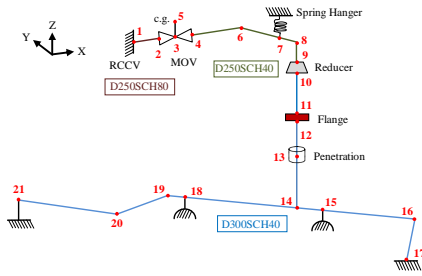 Spring Hanger
c.g. 5
Z
Y
X
1
2
3
4
6
7
8
9
RCCV
MOV
D250SCH80
D250SCH40
Reducer
10
11
Flange
12
13
Penetration
21
20
19
18
14
15
16
17
D300SCH40